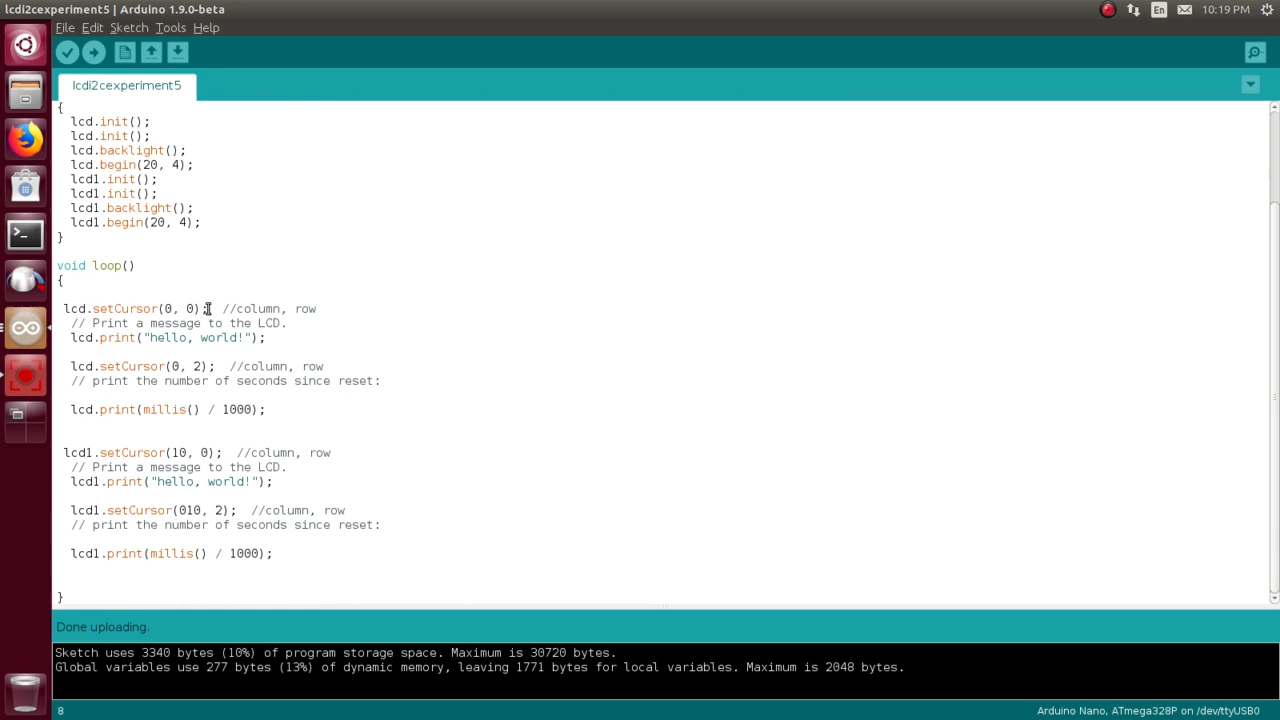 lcdi2cexperiment5 | Arduino 1.9.0-beta
En
10:19 PM
File Edit Sketch Tools Help
lcdi2cexperiment5
{
lcd.init();
lcd.init();
lcd.backlight();
lcd.begin(20, 4);
lcd1.init();
lcd1.init();
lcd1.backlight();
lcd1.begin(20, 4);
}
void loop()
{
lcd.setCursor(0, 0);  //column, row
// Print a message to the LCD.
lcd.print("hello, world!");
lcd.setCursor(0, 2);  //column, row
// print the number of seconds since reset:
lcd.print(millis() / 1000);
lcd1.setCursor(10, 0);  //column, row
// Print a message to the LCD.
lcd1.print("hello, world!");
lcd1.setCursor(010, 2);  //column, row
// print the number of seconds since reset:
lcd1.print(millis() / 1000);
}
Done uploading.
Sketch uses 3340 bytes (10%) of program storage space. Maximum is 30720 bytes.
Global variables use 277 bytes (13%) of dynamic memory, leaving 1771 bytes for local variables. Maximum is 2048 bytes.
8
Arduino Nano, ATmega328P on /dev/ttyUSB0